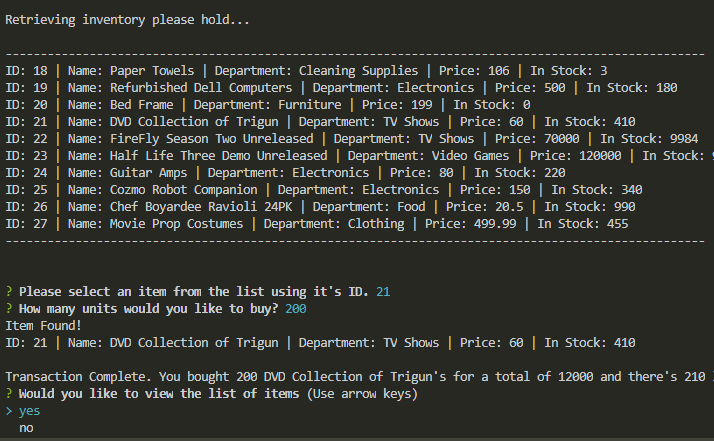 Retrieving inventory please hold...
--------------------------------------------------------------------------------------------------------
ID: 18 | Name: Paper Towels | Department: Cleaning Supplies | Price: 106 | In Stock: 3
ID: 19 | Name: Refurbished Dell Computers | Department: Electronics | Price: 500 | In Stock: 180
ID: 20 | Name: Bed Frame | Department: Furniture | Price: 199 | In Stock: 0
ID: 21 | Name: DVD Collection of Trigun | Department: TV Shows | Price: 60 | In Stock: 410
ID: 22 | Name: FireFly Season Two Unreleased | Department: TV Shows | Price: 70000 | In Stock: 9984
ID: 23 | Name: Half Life Three Demo Unreleased | Department: Video Games | Price: 120000 | In Stock:
ID: 24 | Name: Guitar Amps | Department: Electronics | Price: 80 | In Stock: 220
ID: 25 | Name: Cozmo Robot Companion | Department: Electronics | Price: 150 | In Stock: 340
ID: 26 | Name: Chef Boyardee Ravioli 24PK | Department: Food | Price: 20.5 | In Stock: 990
ID: 27 | Name: Movie Prop Costumes | Department: Clothing | Price: 499.99 | In Stock: 455
--------------------------------------------------------------------------------------------------------
? Please select an item from the list using it's ID. 21
? How many units would you like to buy? 200
Item Found!
ID: 21 | Name: DVD Collection of Trigun | Department: TV Shows | Price: 60 | In Stock: 410
Transaction Complete. You bought 200 DVD Collection of Trigun's for a total of 12000 and there's 210
? Would you like to view the list of items (Use arrow keys)
> yes
no